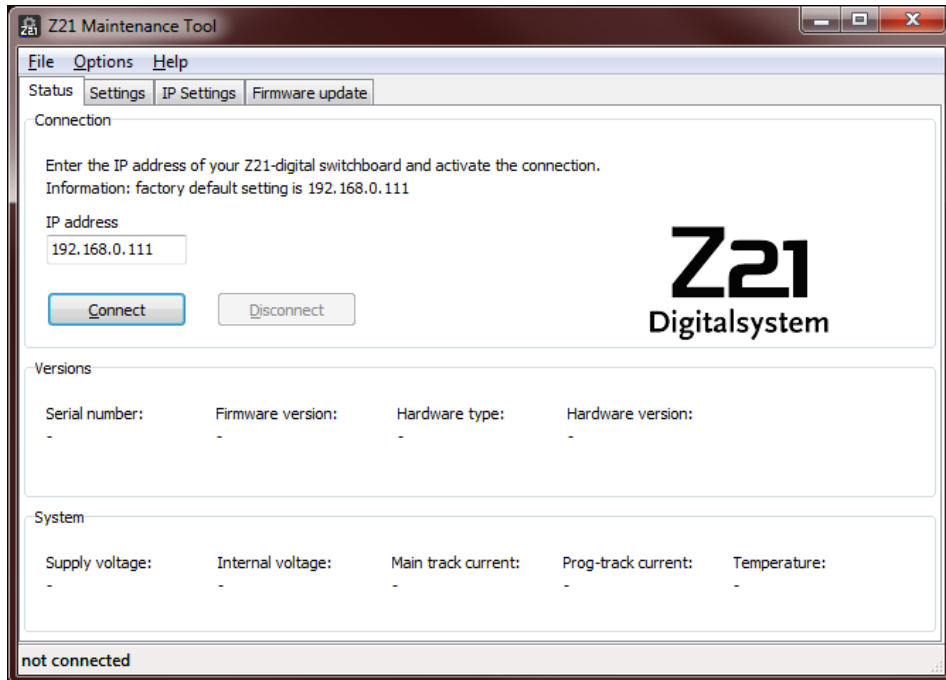 Z21 Maintenance Tool
File Options Help
Status Settings IP Settings Firmware update
Connection
Enter the IP address of your Z21-digital switchboard and activate the connection.
Information: factory default setting is 192.168.0.111
IP address
192.168.0.111
Connect Disconnect
Z21
Digitalsystem
Versions
Serial number: Firmware version: Hardware type: Hardware version:
- - - -
System
Supply voltage: Internal voltage: Main track current: Prog-track current: Temperature:
- - - - -
not connected